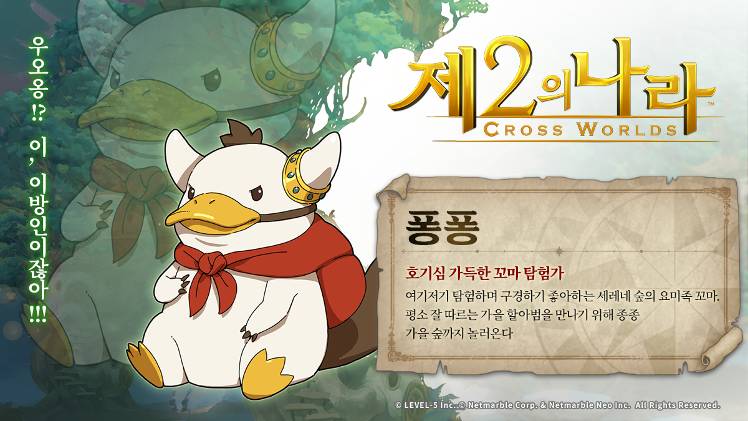 우오옹!? 이, 이방인이잖아!!!
제2의나라™
CROSS WORLDS
퐁퐁
호기심 가득한 꼬마 탐험가
여기저기 탐험하며 구경하기 좋아하는 세레네 숲의 요미족 꼬마.
평소 잘 따르는 가을 할아범을 만나기 위해 종종
가을 숲까지 놀러온다
© LEVEL-5 Inc. © Netmarble Corp. & Netmarble Neo Inc. All Rights Reserved.